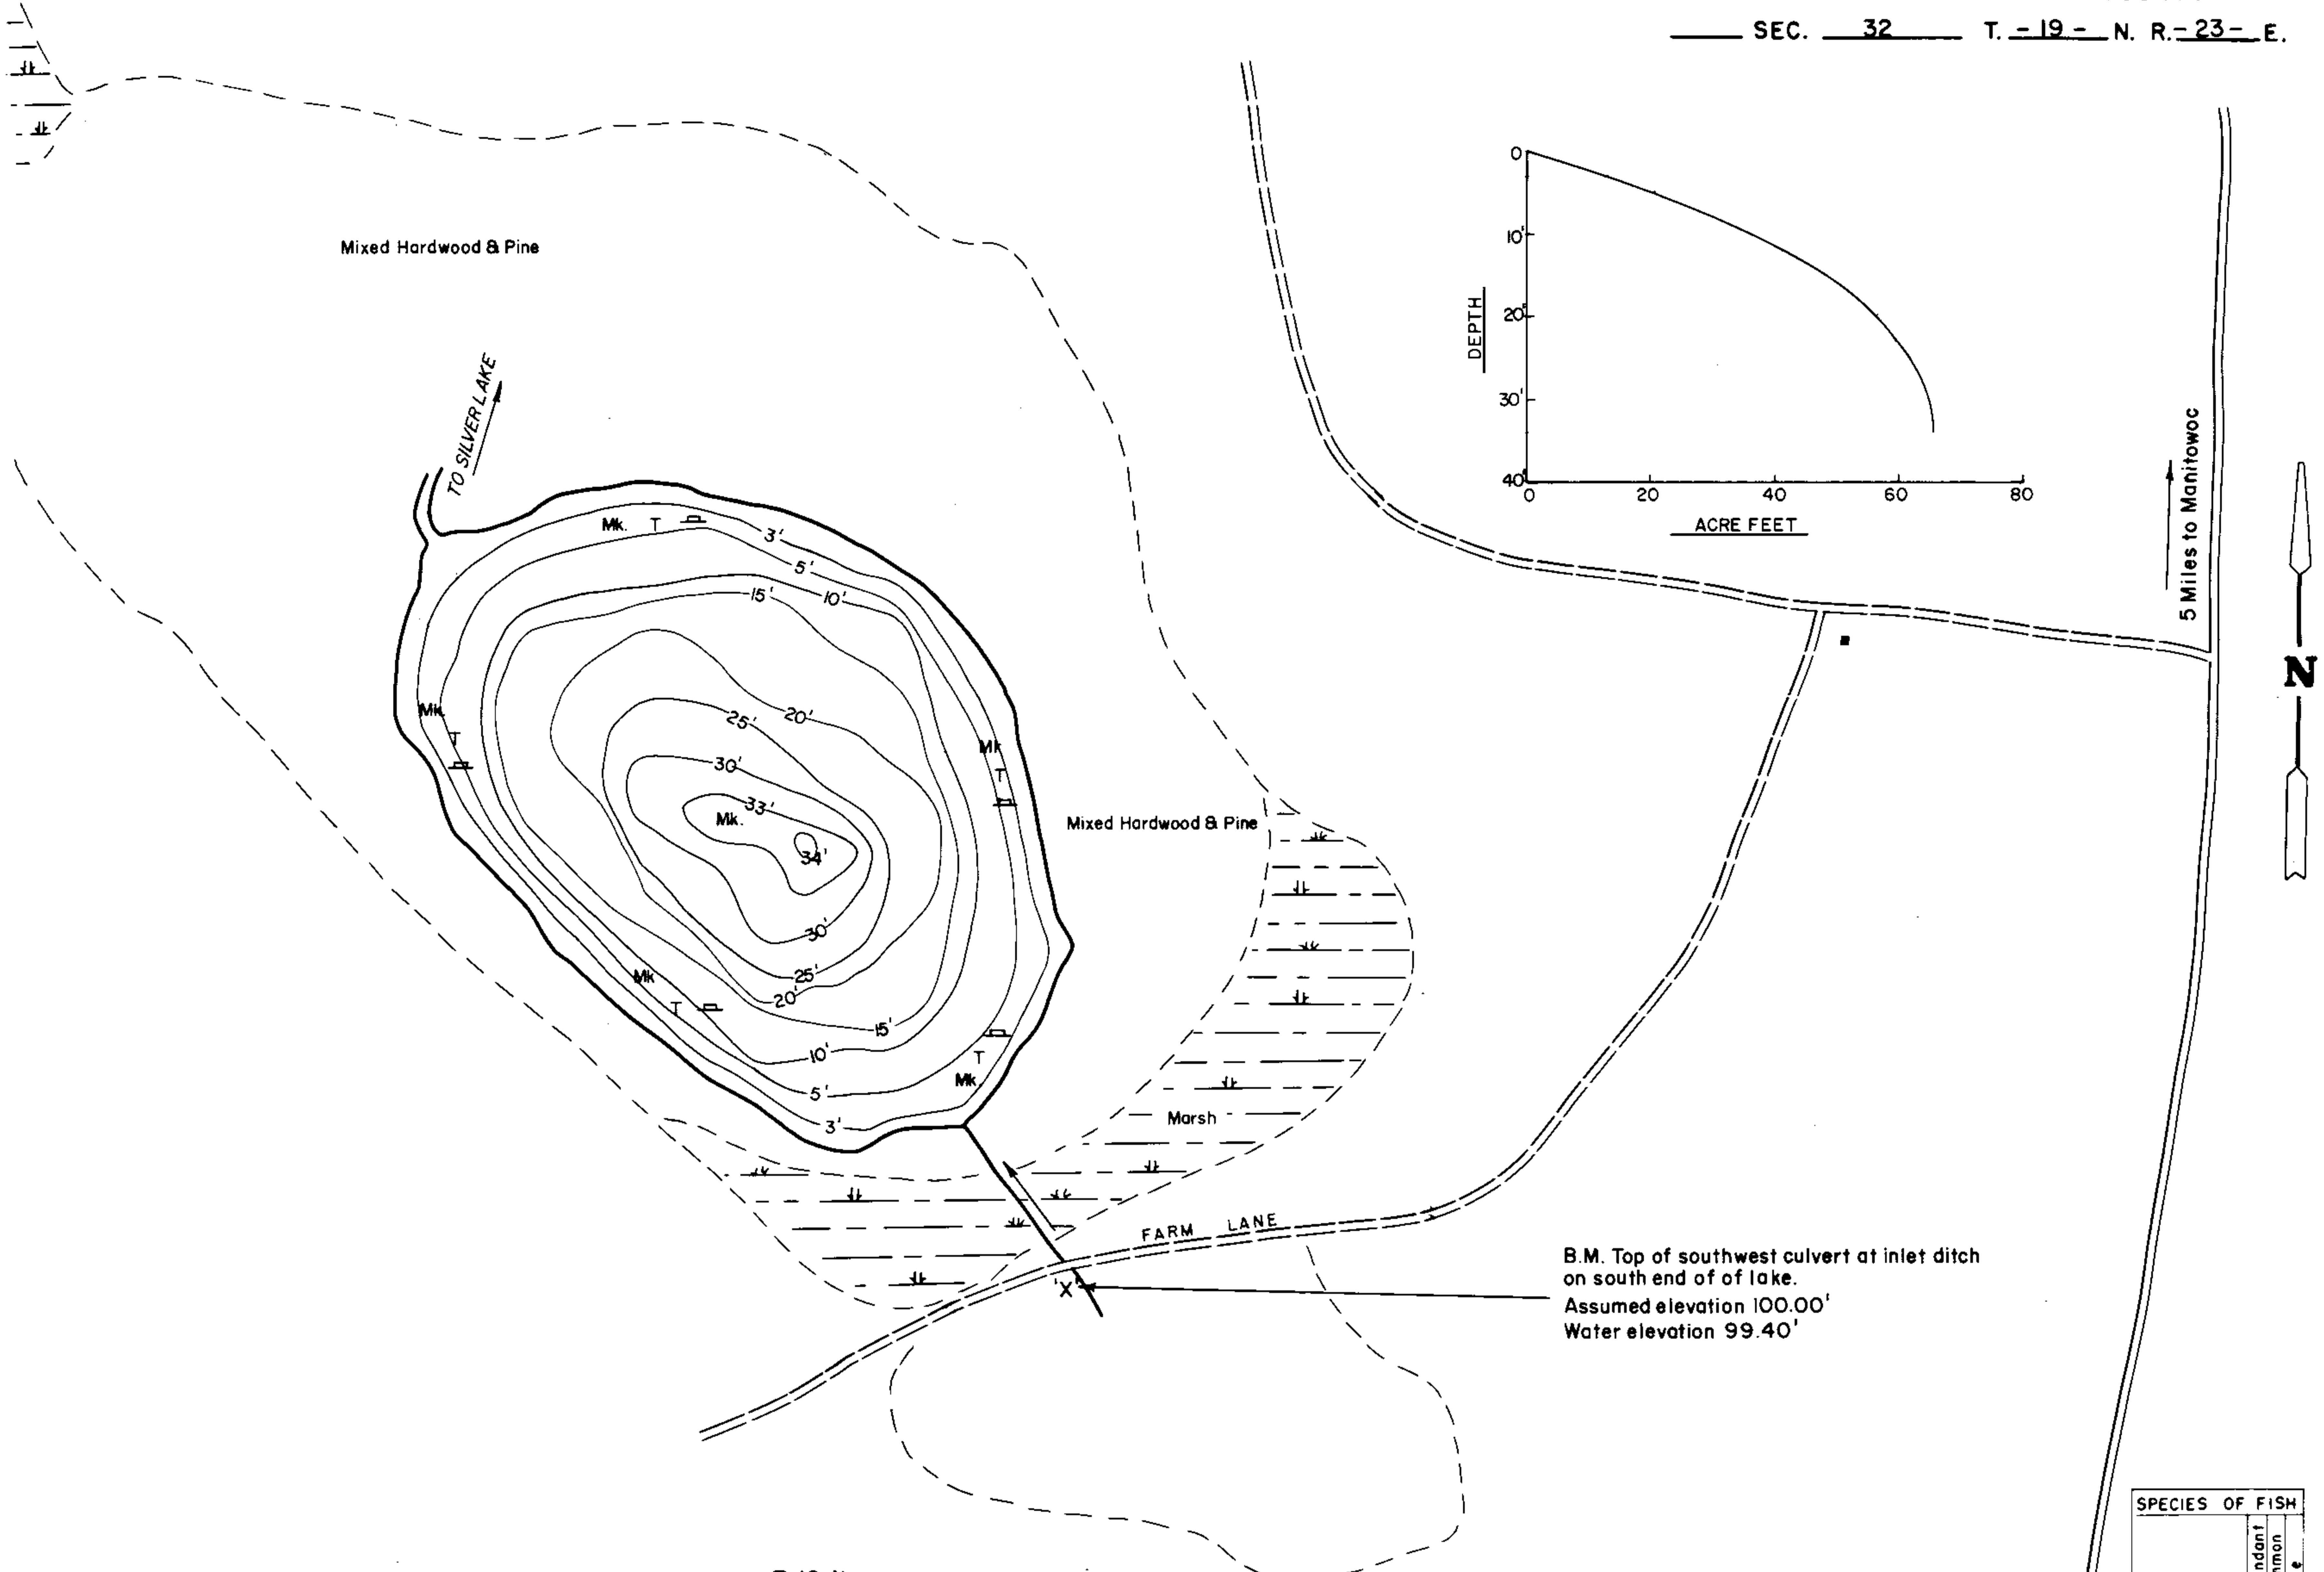 SEC. 32 T. - 19 - N. R. - 23 - E.
Mixed Hardwood & Pine
TO SILVER LAKE
0
10'
20'
30'
40'
DEPTH
0 20 40 60 80
ACRE FEET
5 Miles to Manitowoc
N
Mk. T
3'
5'
10'
15'
20'
25'
30'
33'
Mk.
34'
Mk.
T
Mk
T
Mixed Hardwood & Pine
30'
25'
20'
15'
10'
5'
3'
Mk
T
T
Mk.
Marsh
FARM LANE
'X'
B.M. Top of southwest culvert at inlet ditch
on south end of of lake.
Assumed elevation 100.00'
Water elevation 99.40'
SPECIES OF FISH